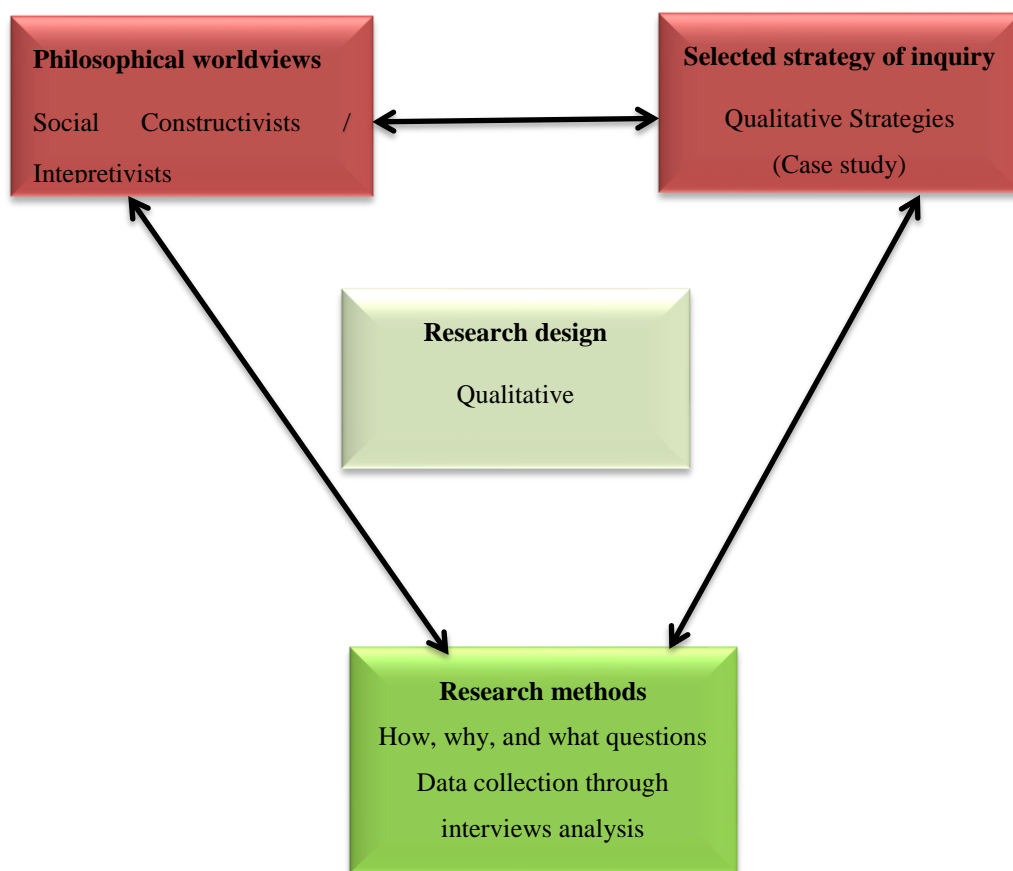 Philosophical worldviews
Social Constructivists /
Intepretivists
Selected strategy of inquiry
Qualitative Strategies
(Case study)
Research design
Qualitative
Research methods
How, why, and what questions
Data collection through
interviews analysis